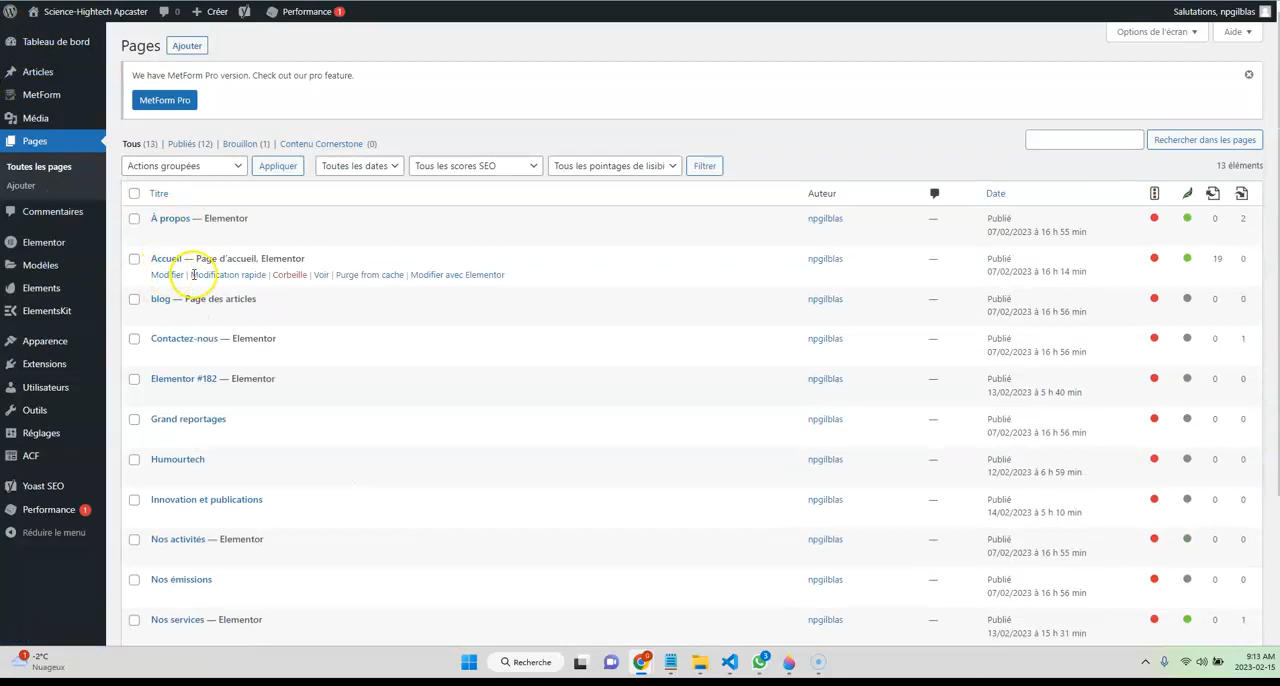 Science-Hightech Apcaster 0 Créer Performance 1 Salutations, npgilblas
Tableau de bord
Articles
MetForm
Média
Pages
Toutes les pages
Ajouter
Commentaires
Elementor
Modèles
Elements
ElementsKit
Apparence
Extensions
Utilisateurs
Outils
Réglages
ACF
Yoast SEO
Performance 1
Réduire le menu
Options de l'écran Aide
Pages Ajouter
We have MetForm Pro version. Check out our pro feature.
MetForm Pro
Tous (13) | Publiés (12) | Brouillon (1) | Contenu Cornerstone (0)
Rechercher dans les pages
Actions groupées Appliquer Toutes les dates Tous les scores SEO Tous les pointages de lisibi Filtrer
13 éléments
Titre Auteur Date
À propos — Elementor npgilblas — Publié 0 2
07/02/2023 à 16 h 55 min
Accueil — Page d'accueil, Elementor npgilblas — Publié 19 0
07/02/2023 à 16 h 14 min
Modifier | Modification rapide | Corbeille | Voir | Purge from cache | Modifier avec Elementor
blog — Page des articles npgilblas — Publié 0 0
07/02/2023 à 16 h 56 min
Contactez-nous — Elementor npgilblas — Publié 0 1
07/02/2023 à 16 h 56 min
Elementor #182 — Elementor npgilblas — Publié 0 0
13/02/2023 à 5 h 40 min
Grand reportages npgilblas — Publié 0 0
07/02/2023 à 16 h 56 min
Humourtech npgilblas — Publié 0 0
12/02/2023 à 6 h 59 min
Innovation et publications npgilblas — Publié 0 0
14/02/2023 à 5 h 10 min
Nos activités — Elementor npgilblas — Publié 0 0
07/02/2023 à 16 h 55 min
Nos émissions npgilblas — Publié 0 0
07/02/2023 à 16 h 56 min
Nos services — Elementor npgilblas — Publié 0 1
13/02/2023 à 15 h 31 min
1 -2°C
Nuageux
Recherche
0
3
9:13 AM
2023-02-15